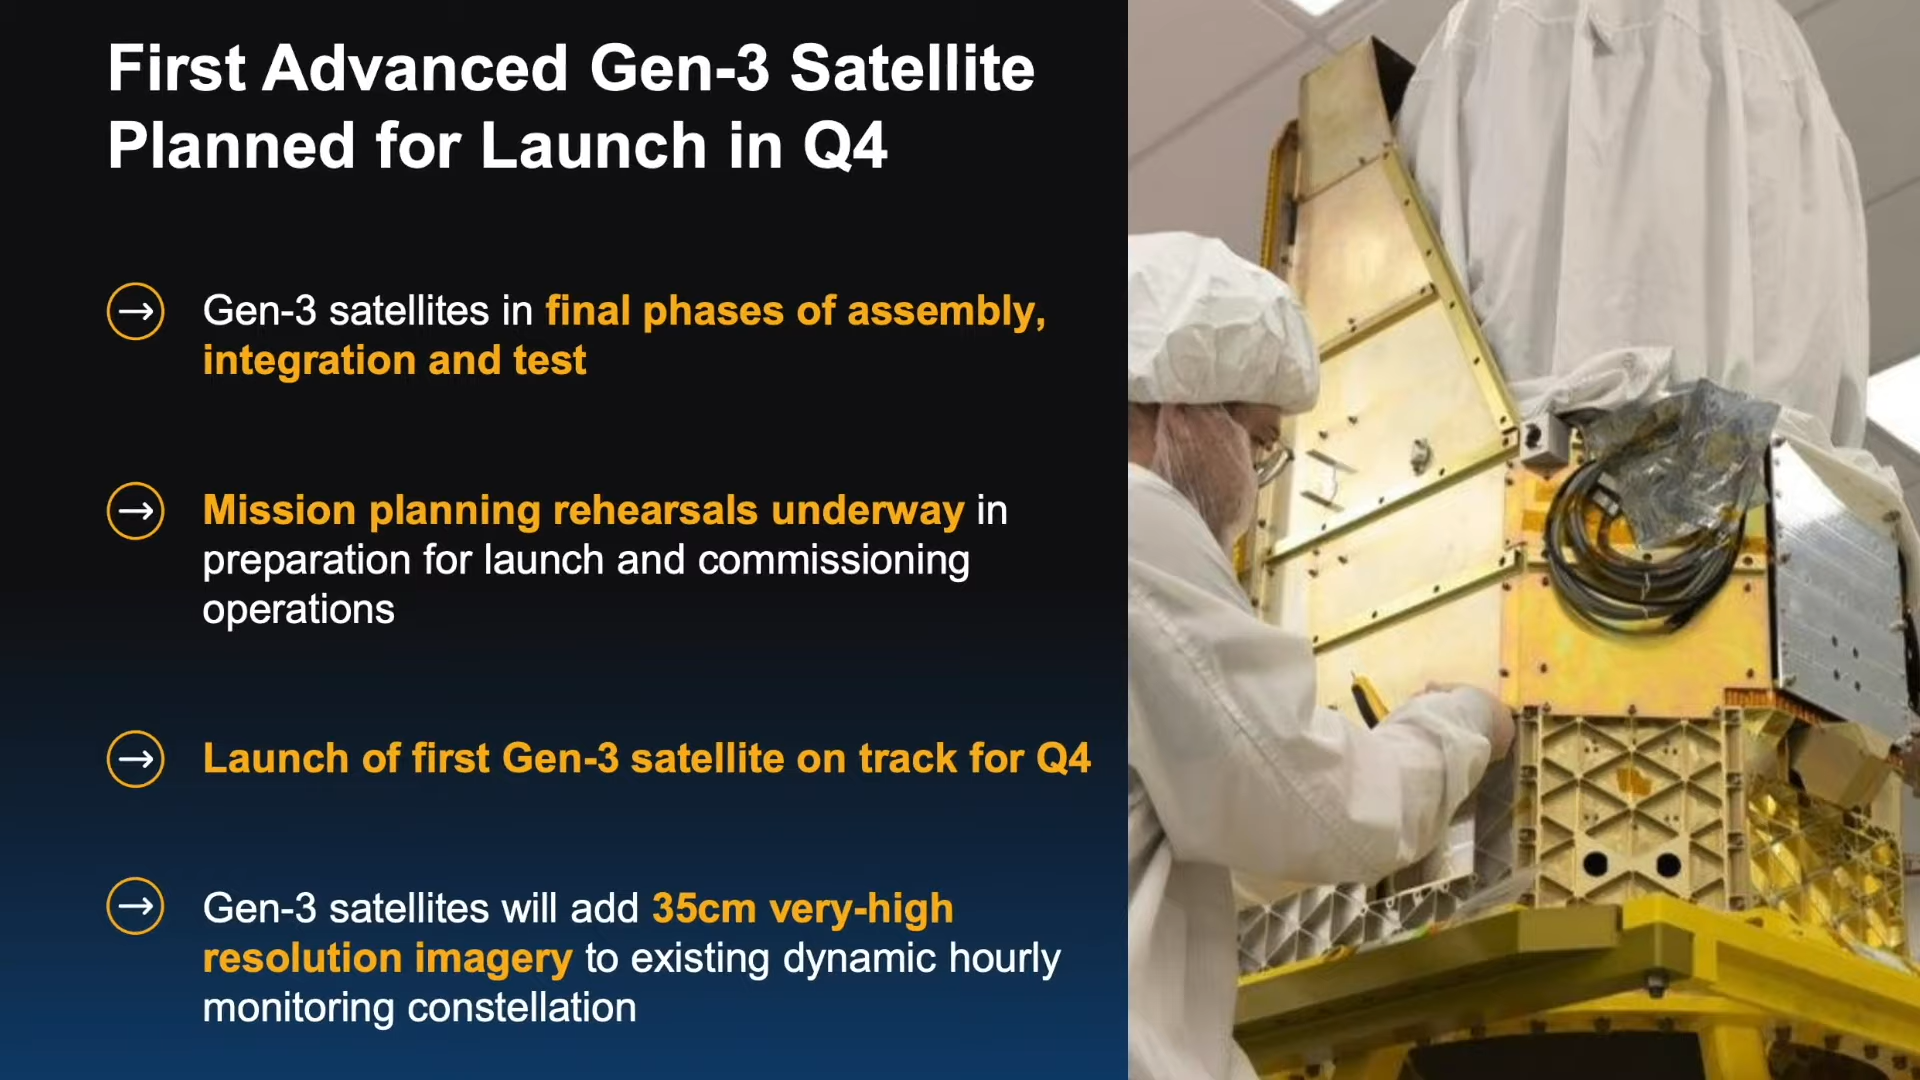 First Advanced Gen-3 Satellite
Planned for Launch in Q4
Gen-3 satellites in final phases of assembly,
integration and test
Mission planning rehearsals underway in
preparation for launch and commissioning
operations
Launch of first Gen-3 satellite on track for Q4
Gen-3 satellites will add 35cm very-high
resolution imagery to existing dynamic hourly
monitoring constellation